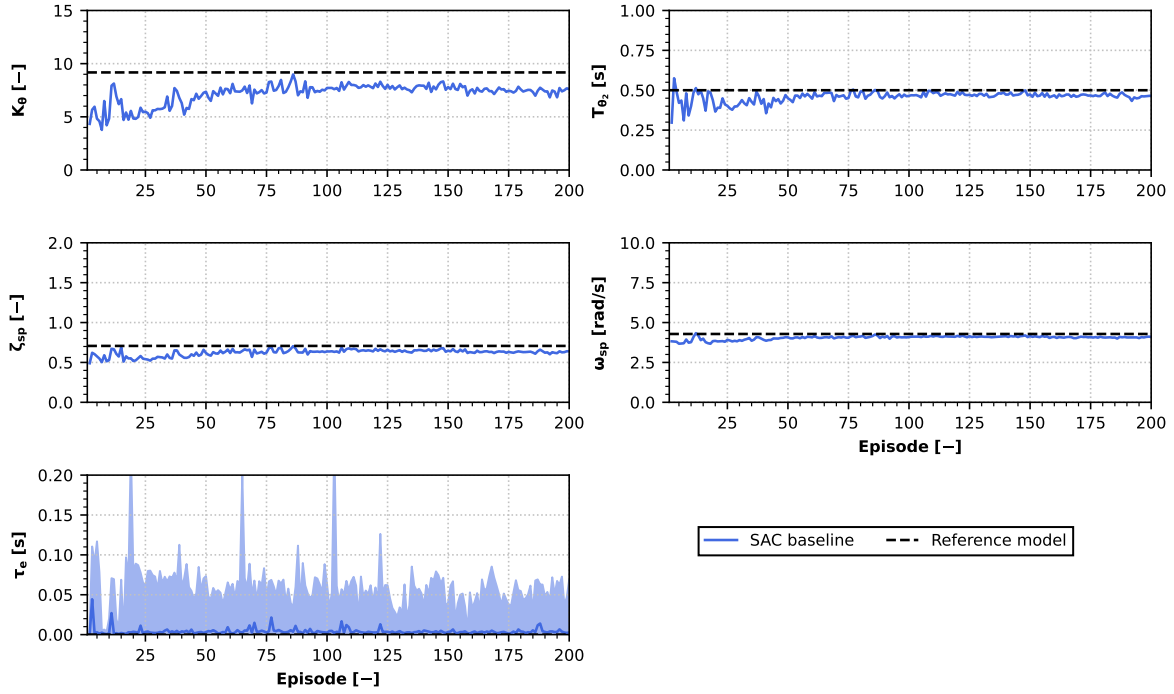 15
10
5
0
K_θ [−]
25 50 75 100 125 150 175 200
1.00
0.75
0.50
0.25
0.00
T_θ₂ [s]
25 50 75 100 125 150 175 200
2.0
1.5
1.0
0.5
0.0
ζ_sp [−]
25 50 75 100 125 150 175 200
10.0
7.5
5.0
2.5
0.0
ω_sp [rad/s]
25 50 75 100 125 150 175 200
Episode [−]
0.20
0.15
0.10
0.05
0.00
τ_e [s]
25 50 75 100 125 150 175 200
Episode [−]
SAC baseline
Reference model